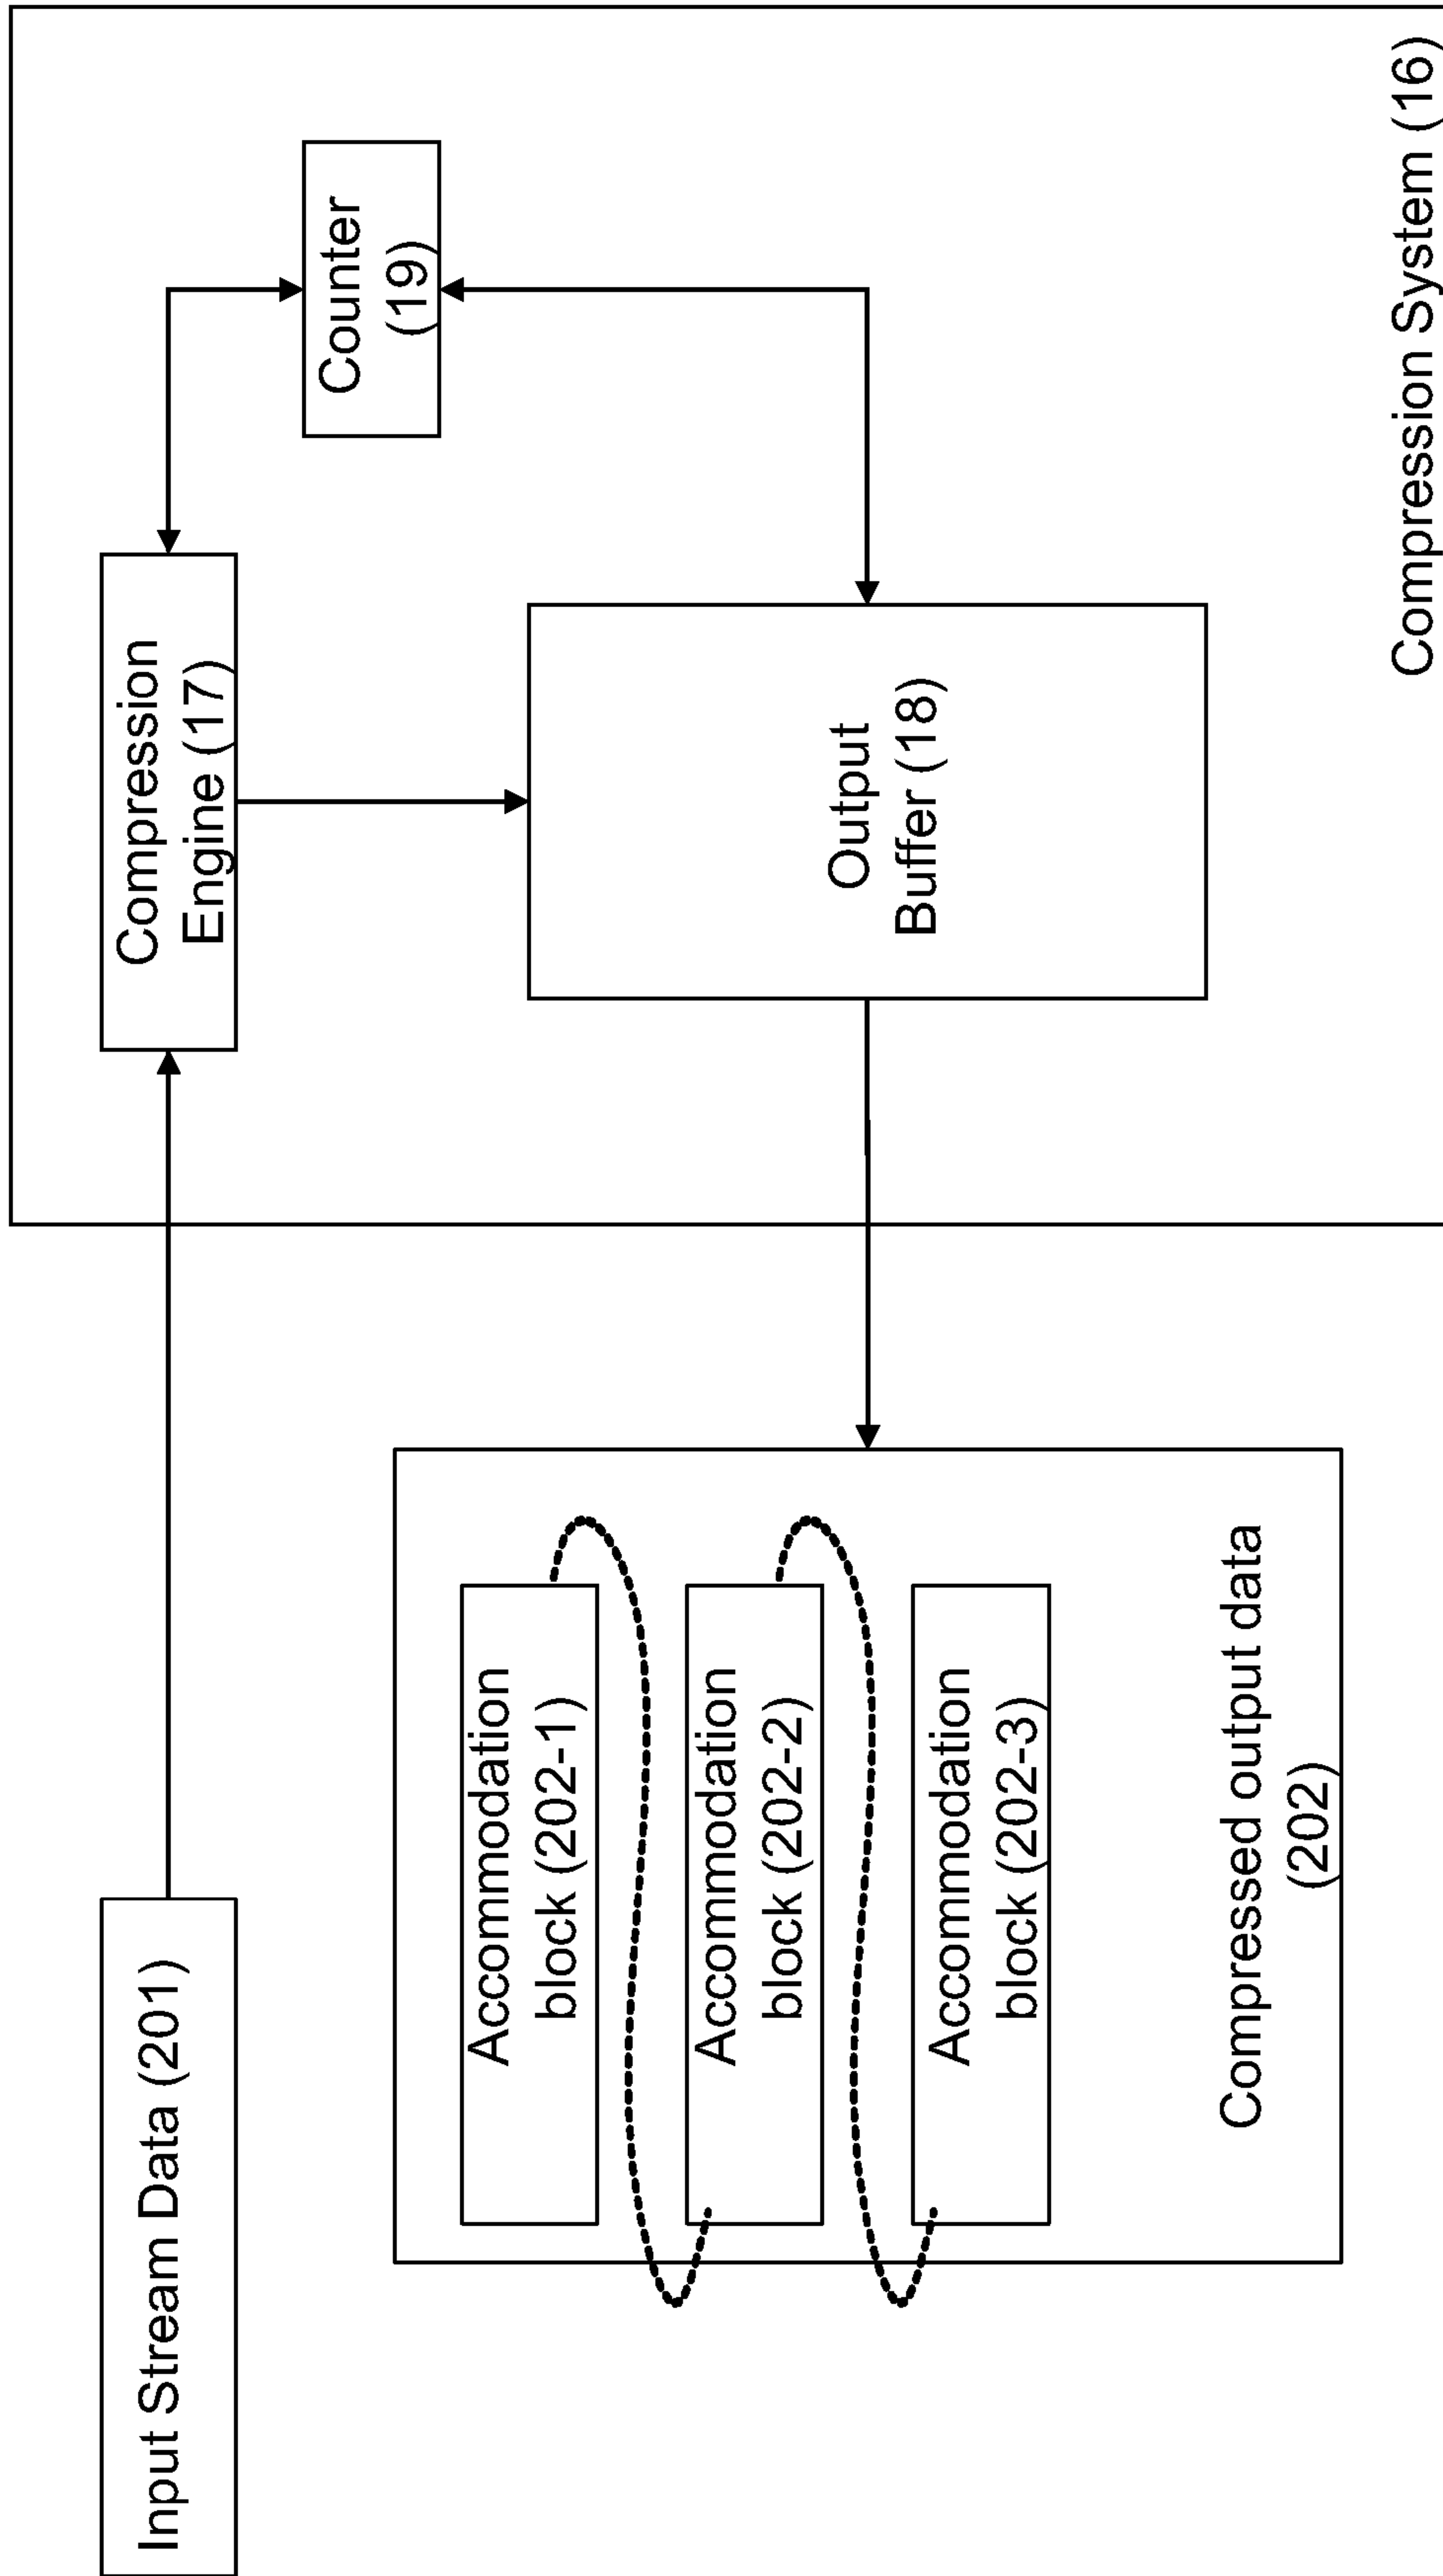 Input Stream Data (201)
Compression
Engine (17)
Counter
(19)
Accommodation
block (202-1)
Accommodation
block (202-2)
Accommodation
block (202-3)
Compressed output data
(202)
Output
Buffer (18)
Compression System (16)